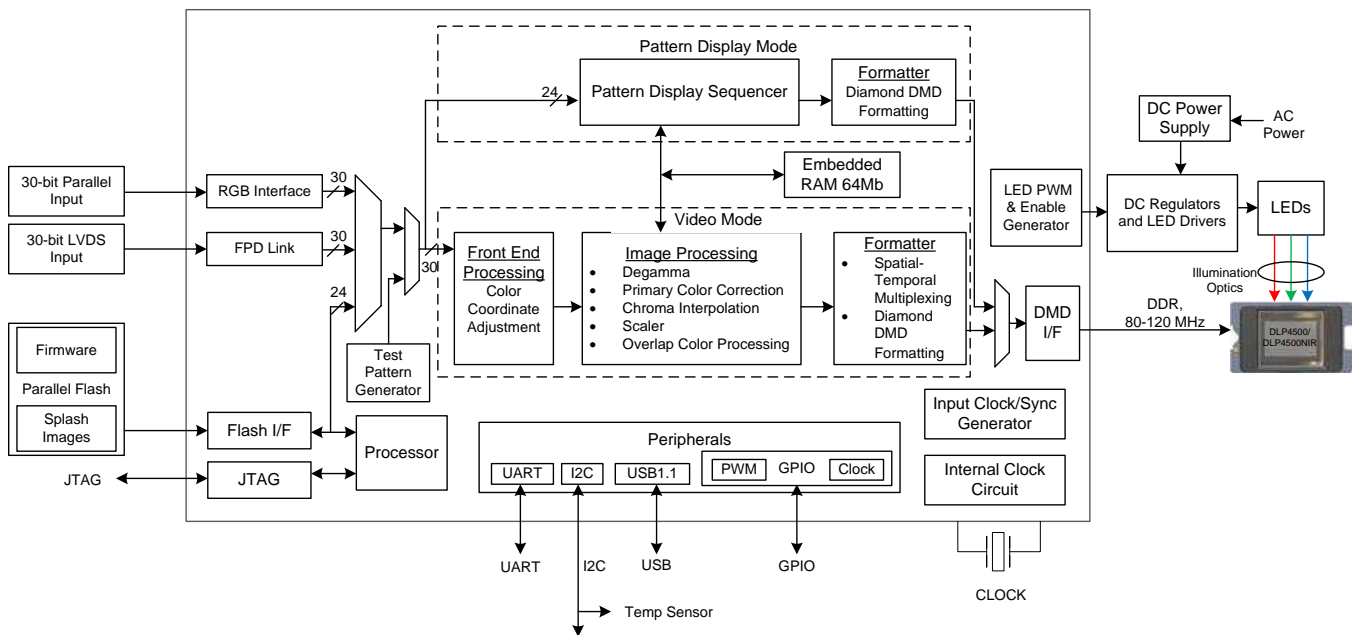 Pattern Display Mode
24
Pattern Display Sequencer
Formatter
Diamond DMD
Formatting
DC Power
Supply
AC
Power
Embedded
RAM 64Mb
30-bit Parallel
Input
RGB Interface
30
LED PWM
& Enable
Generator
DC Regulators
and LED Drivers
LEDs
30-bit LVDS
Input
FPD Link
30
30
Video Mode
Front End
Processing
Color
Coordinate
Adjustment
Image Processing
• Degamma
• Primary Color Correction
• Chroma Interpolation
• Scaler
• Overlap Color Processing
Formatter
• Spatial-
Temporal
Multiplexing
• Diamond
DMD
Formatting
Illumination
Optics
24
DMD
I/F
DDR,
80-120 MHz
DLP4500/
DLP4500NIR
Firmware
Parallel Flash
Splash
Images
Test
Pattern
Generator
Flash I/F
Processor
JTAG
JTAG
Peripherals
UART
I2C
USB1.1
PWM
GPIO
Clock
Input Clock/Sync
Generator
Internal Clock
Circuit
UART
I2C
USB
GPIO
CLOCK
Temp Sensor